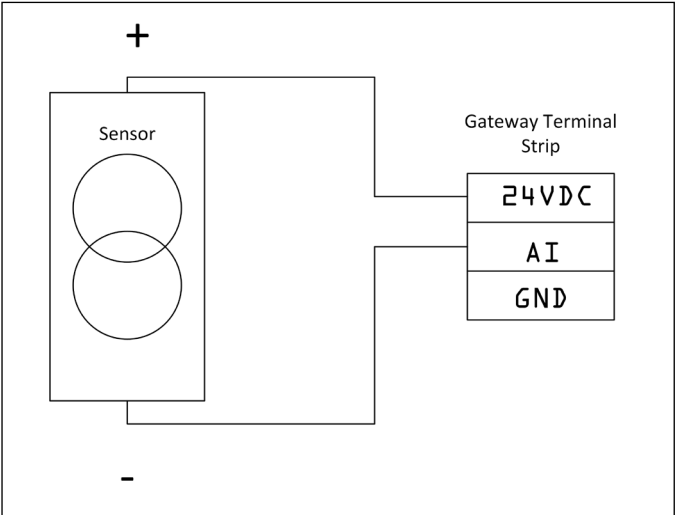 +
Sensor
Gateway Terminal
Strip
24VDC
AI
GND
-